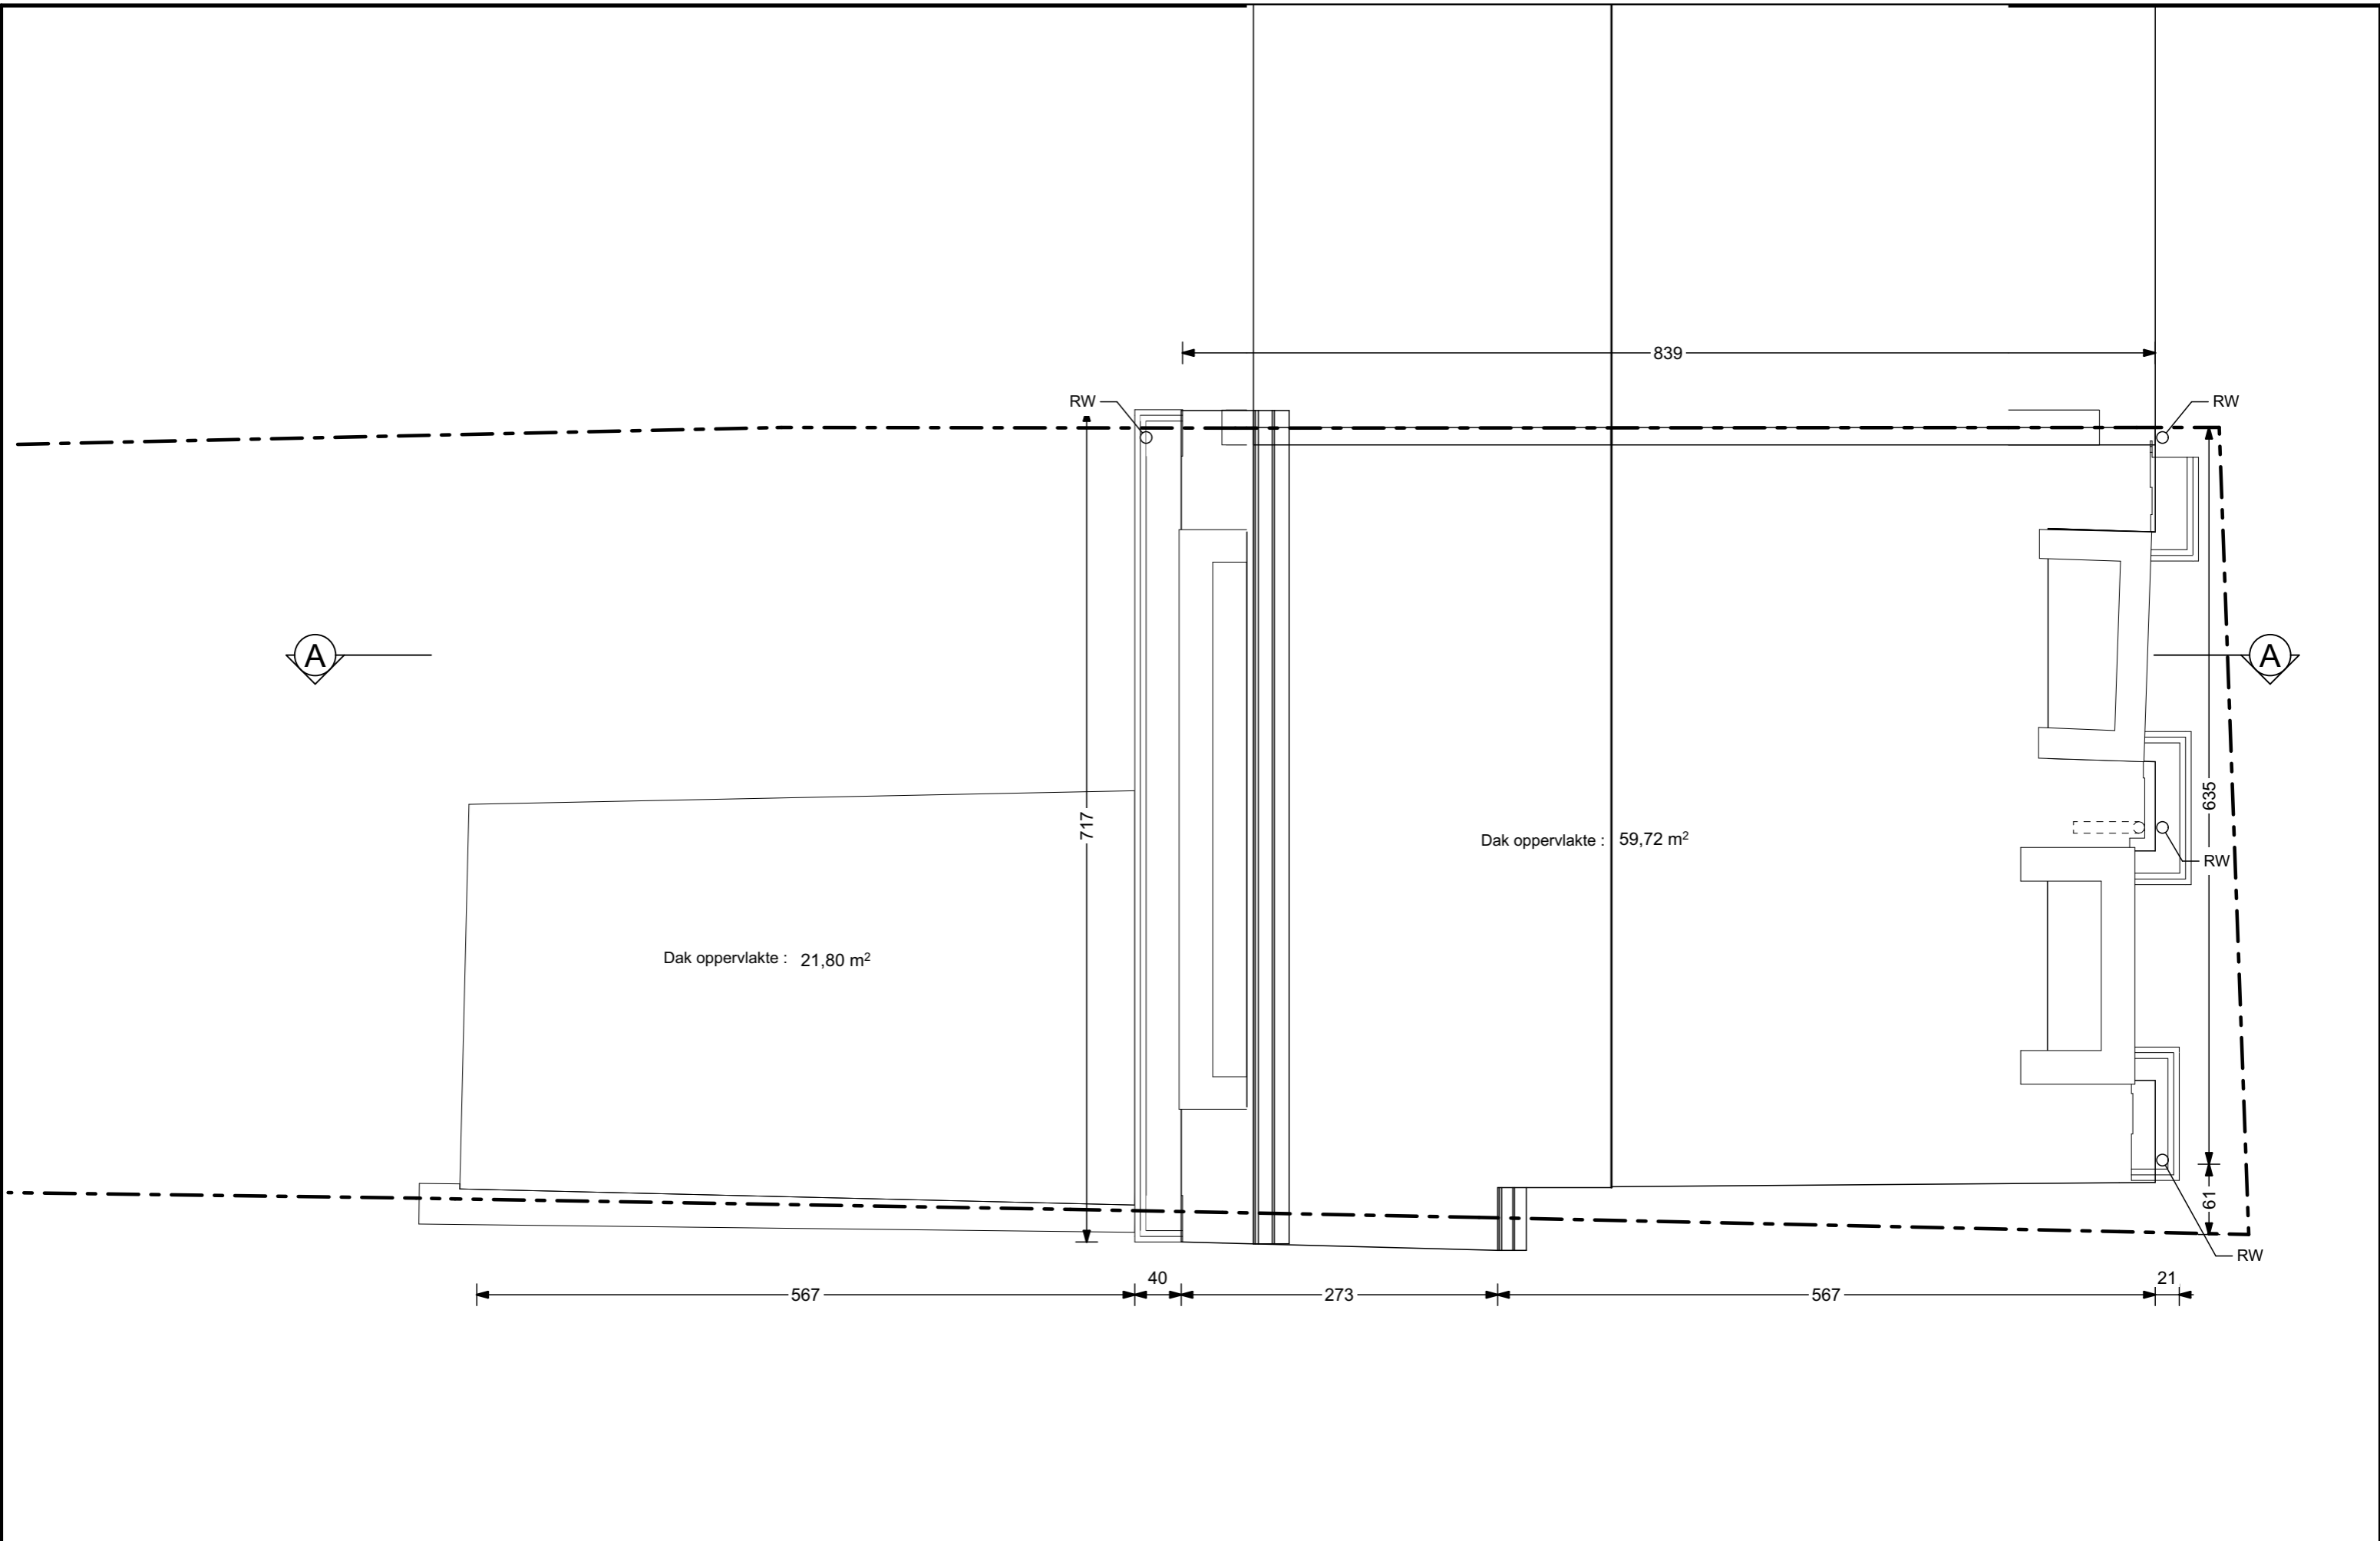 839
RW
RW
A
A
717
635
RW
Dak oppervlakte : 59,72 m²
Dak oppervlakte : 21,80 m²
61
RW
567
40
273
567
21